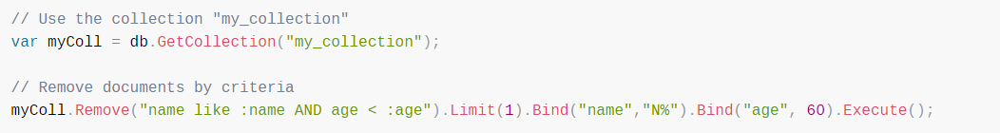 // Use the collection "my_collection"
var myColl = db.GetCollection("my_collection");
// Remove documents by criteria
myColl.Remove("name like :name AND age < :age").Limit(1).Bind("name","N%").Bind("age", 60).Execute();